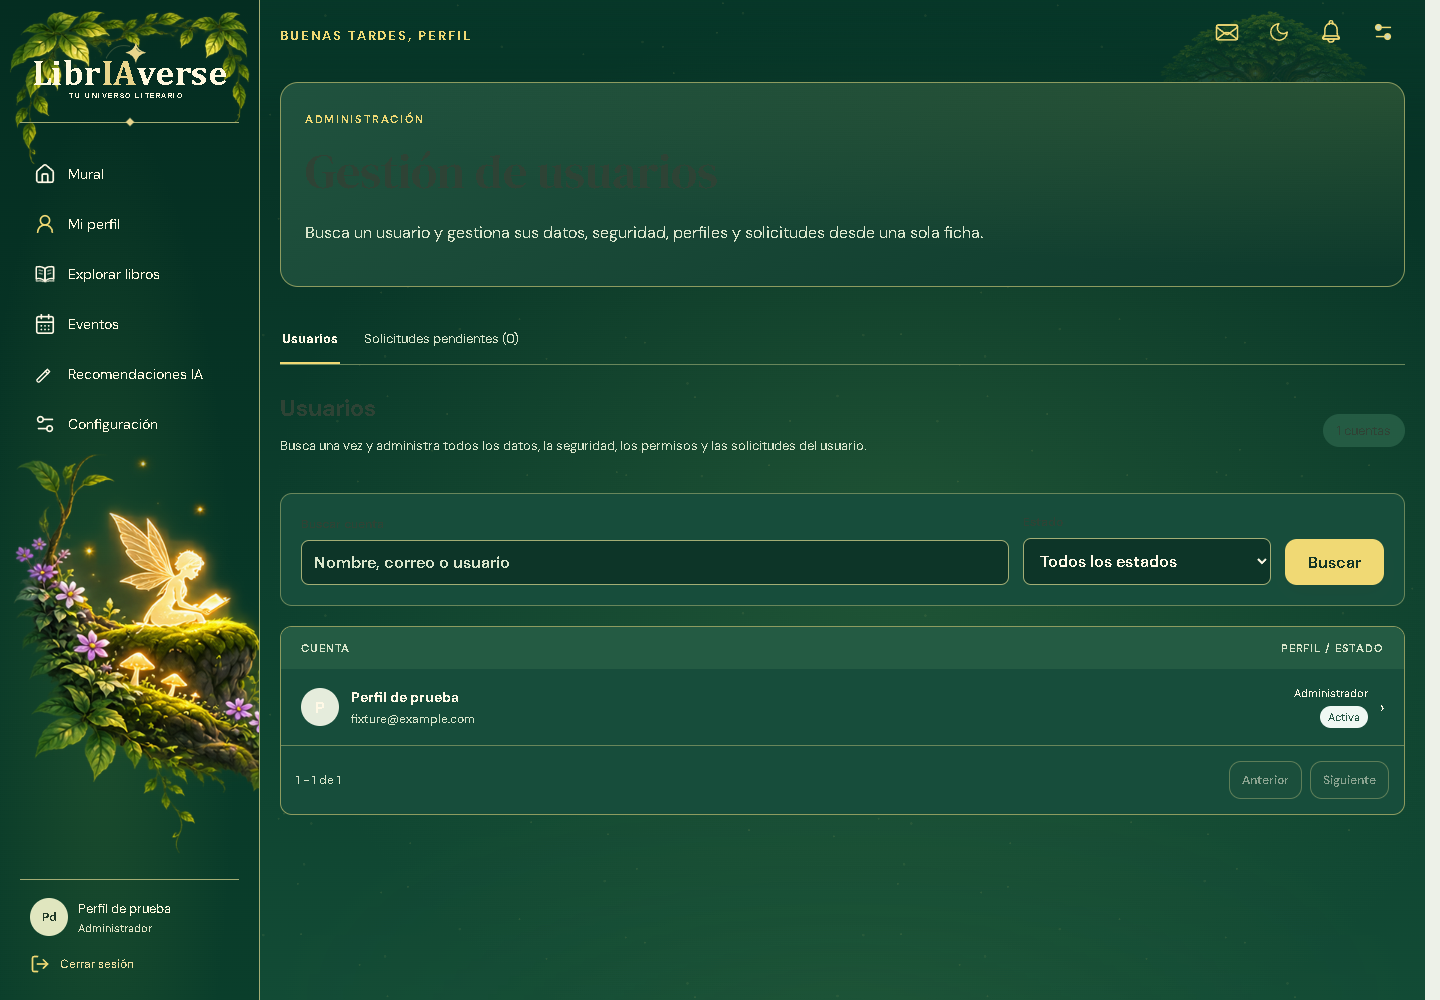 LibrIAverse
TU UNIVERSO LITERARIO
Mural
Mi perfil
Explorar libros
Eventos
Recomendaciones IA
Configuración
Pd
Perfil de prueba
Administrador
Cerrar sesión
BUENAS TARDES, PERFIL
ADMINISTRACIÓN
Gestión de usuarios
Busca un usuario y gestiona sus datos, seguridad, perfiles y solicitudes desde una sola ficha.
Usuarios Solicitudes pendientes (0)
Usuarios
Busca una vez y administra todos los datos, la seguridad, los permisos y las solicitudes del usuario.
1 cuentas
Nombre, correo o usuario
Todos los estados
Buscar
CUENTA PERFIL / ESTADO
P
Perfil de prueba
fixture@example.com
Administrador
Activa
1–1 de 1
Anterior
Siguiente